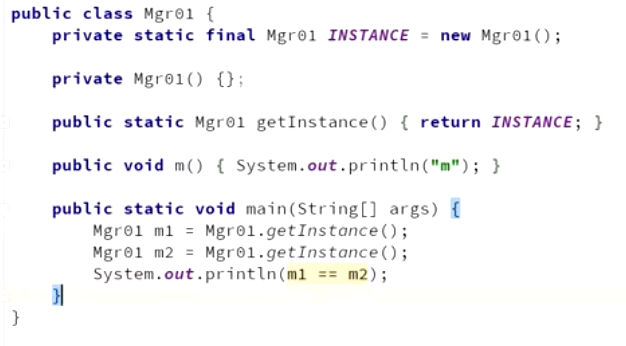 public class Mgr01 {
    private static final Mgr01 INSTANCE = new Mgr01();
    private Mgr01() {};
    public static Mgr01 getInstance() { return INSTANCE; }
    public void m() { System.out.println("m"); }
    public static void main(String[] args) {
        Mgr01 m1 = Mgr01.getInstance();
        Mgr01 m2 = Mgr01.getInstance();
        System.out.println(m1 == m2);
    }
}